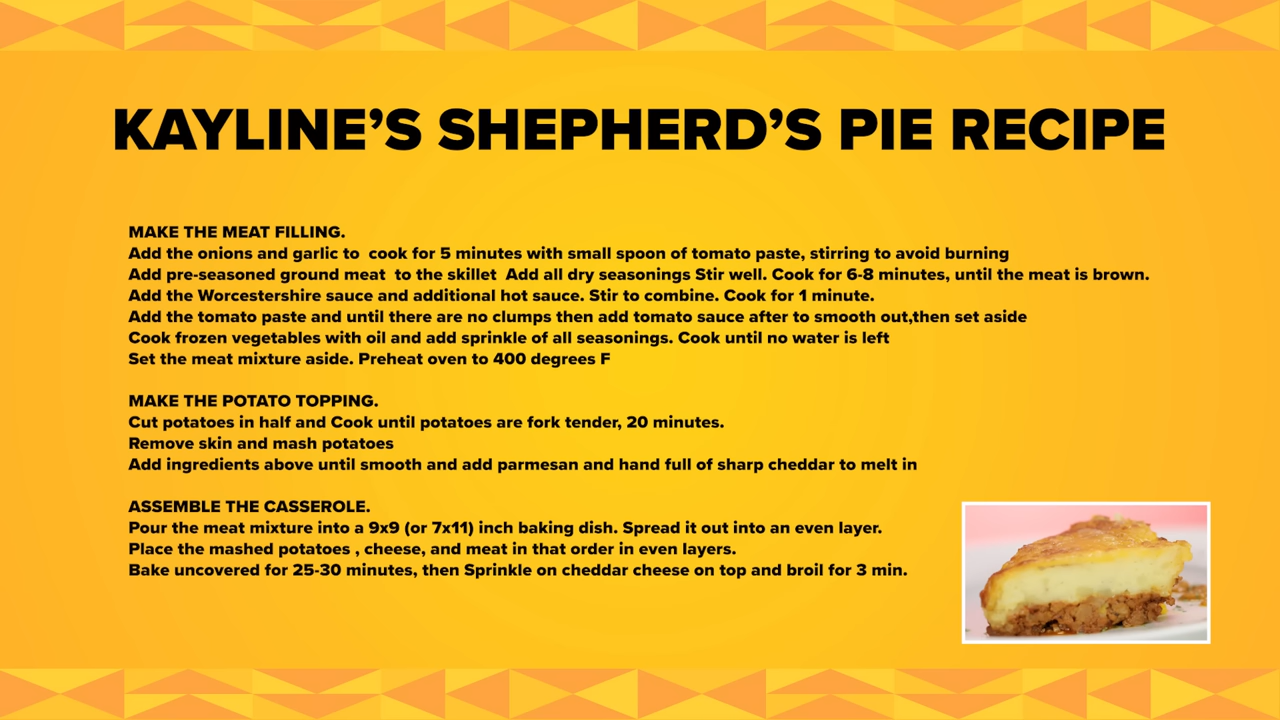 KAYLINE’S SHEPHERD’S PIE RECIPE
MAKE THE MEAT FILLING.
Add the onions and garlic to  cook for 5 minutes with small spoon of tomato paste, stirring to avoid burning
Add pre-seasoned ground meat  to the skillet  Add all dry seasonings Stir well. Cook for 6-8 minutes, until the meat is brown.
Add the Worcestershire sauce and additional hot sauce. Stir to combine. Cook for 1 minute.
Add the tomato paste and until there are no clumps then add tomato sauce after to smooth out,then set aside
Cook frozen vegetables with oil and add sprinkle of all seasonings. Cook until no water is left
Set the meat mixture aside. Preheat oven to 400 degrees F
MAKE THE POTATO TOPPING.
Cut potatoes in half and Cook until potatoes are fork tender, 20 minutes.
Remove skin and mash potatoes
Add ingredients above until smooth and add parmesan and hand full of sharp cheddar to melt in
ASSEMBLE THE CASSEROLE.
Pour the meat mixture into a 9x9 (or 7x11) inch baking dish. Spread it out into an even layer.
Place the mashed potatoes , cheese, and meat in that order in even layers.
Bake uncovered for 25-30 minutes, then Sprinkle on cheddar cheese on top and broil for 3 min.